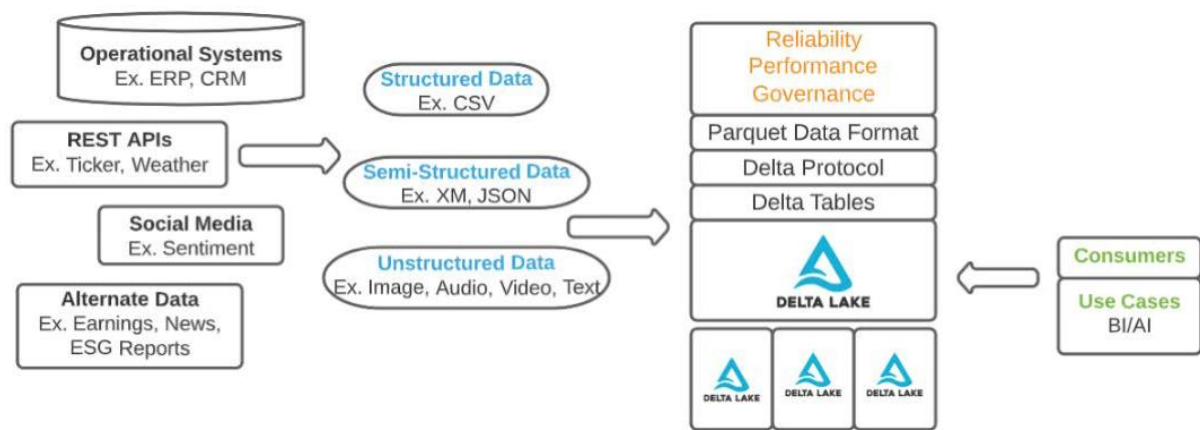 Operational Systems
Ex. ERP, CRM
REST APIs
Ex. Ticker, Weather
Social Media
Ex. Sentiment
Alternate Data
Ex. Earnings, News,
ESG Reports
Structured Data
Ex. CSV
Semi-Structured Data
Ex. XM, JSON
Unstructured Data
Ex. Image, Audio, Video, Text
Reliability
Performance
Governance
Parquet Data Format
Delta Protocol
Delta Tables
DELTA LAKE
DELTA LAKE
DELTA LAKE
DELTA LAKE
Consumers
Use Cases
BI/AI